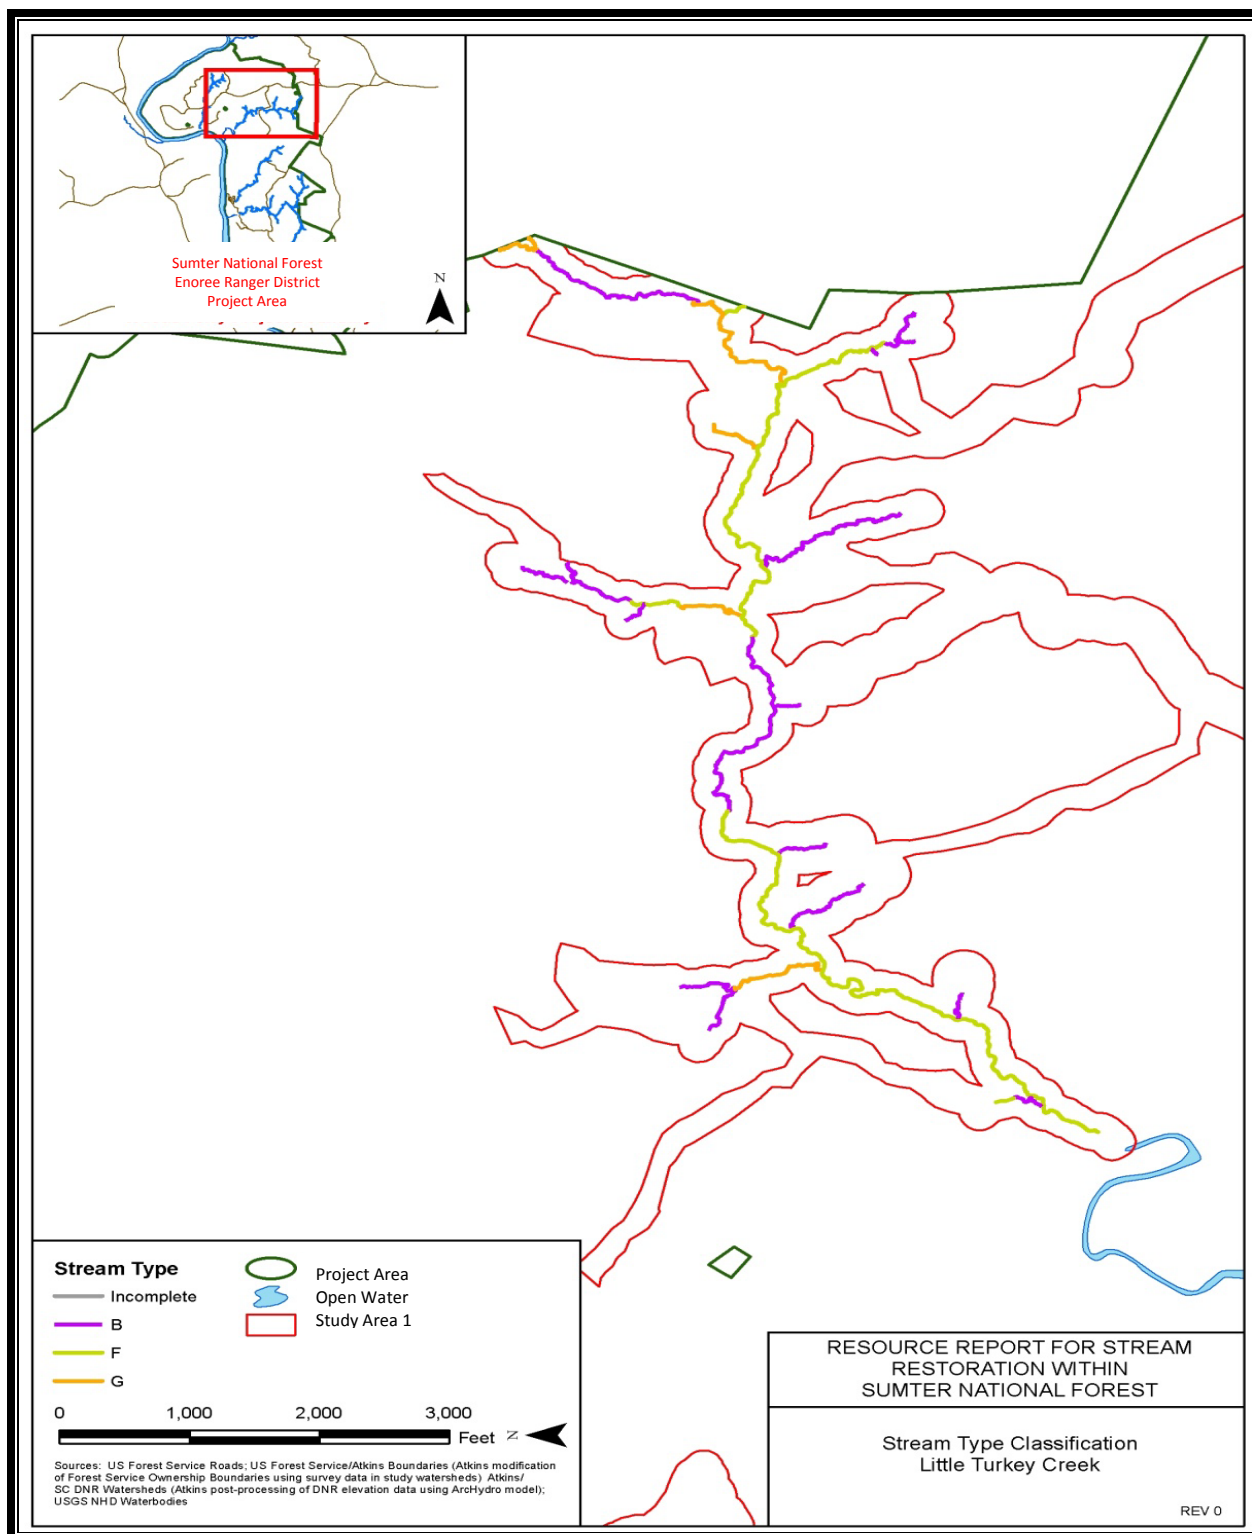 Sumter National Forest
Enoree Ranger District
Project Area
N
Stream Type
Incomplete
B
F
G
Project Area
Open Water
Study Area 1
0 1,000 2,000 3,000
Feet
N
Sources: US Forest Service Roads; US Forest Service/Atkins Boundaries (Atkins modification
of Forest Service Ownership Boundaries using survey data in study watersheds) Atkins/
SC DNR Watersheds (Atkins post-processing of DNR elevation data using ArcHydro model);
USGS NHD Waterbodies
RESOURCE REPORT FOR STREAM
RESTORATION WITHIN
SUMTER NATIONAL FOREST
Stream Type Classification
Little Turkey Creek
REV 0